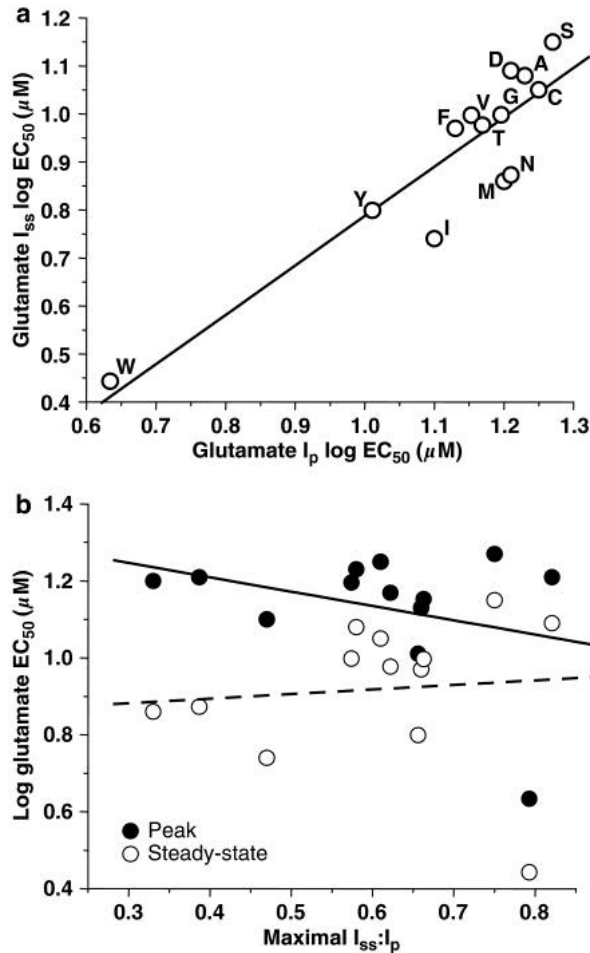 a
1.2
1.1
1.0
0.9
0.8
0.7
0.6
0.5
0.4
Glutamate Iss log EC50 (μM)
S
D
A
V
G
C
F
T
N
M
Y
I
W
0.6 0.7 0.8 0.9 1.0 1.1 1.2 1.3
Glutamate Ip log EC50 (μM)
b
1.4
1.2
1.0
0.8
0.6
0.4
Log glutamate EC50 (μM)
Peak
Steady-state
0.3 0.4 0.5 0.6 0.7 0.8
Maximal Iss:Ip